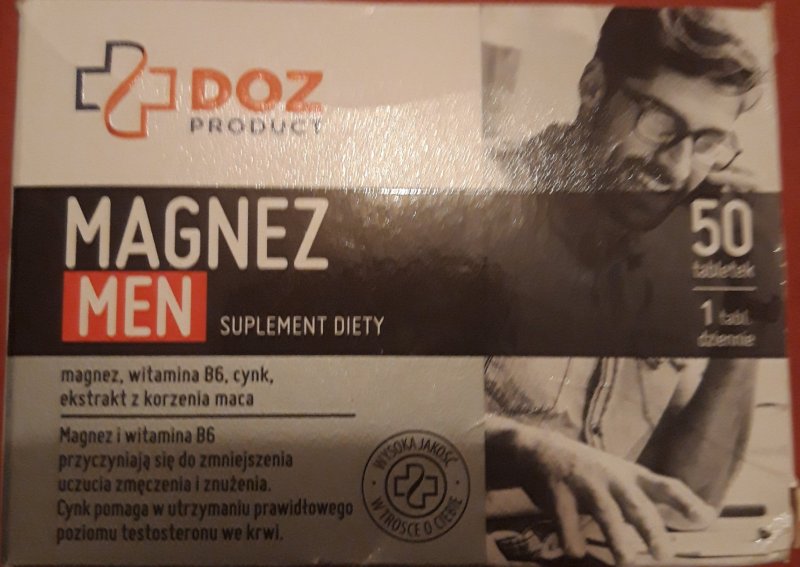 DOZ
PRODUCT
MAGNEZ
MEN
SUPLEMENT DIETY
50
tabletek
1 tabl.
dziennie
magnez, witamina B6, cynk,
ekstrakt z korzenia maca
Magnez i witamina B6
przyczyniają się do zmniejszenia
uczucia zmęczenia i znużenia.
Cynk pomaga w utrzymaniu prawidłowego
poziomu testosteronu we krwi.
WYSOKA JAKOŚĆ
W TROSCE O CIEBIE